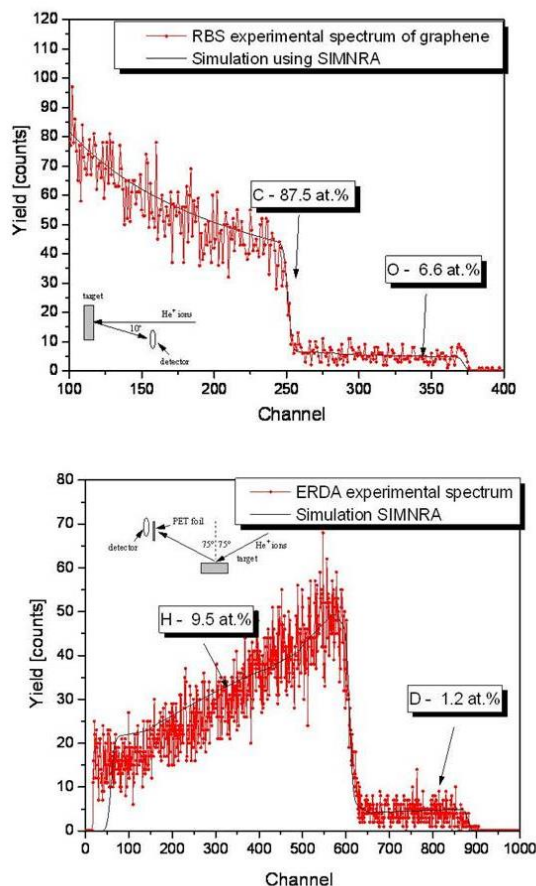 RBS experimental spectrum of graphene
Simulation using SIMNRA
120
110
100
90
80
70
60
50
40
30
20
10
0
Yield [counts]
C - 87.5 at.%
O - 6.6 at.%
target
He⁺ ions
10°
detector
100 150 200 250 300 350 400
Channel
ERDA experimental spectrum
Simulation SIMNRA
80
70
60
50
40
30
20
10
0
Yield [counts]
PET foil
detector
75° 75°
He⁺ ions
target
H - 9.5 at.%
D - 1.2 at.%
0 100 200 300 400 500 600 700 800 900 1000
Channel